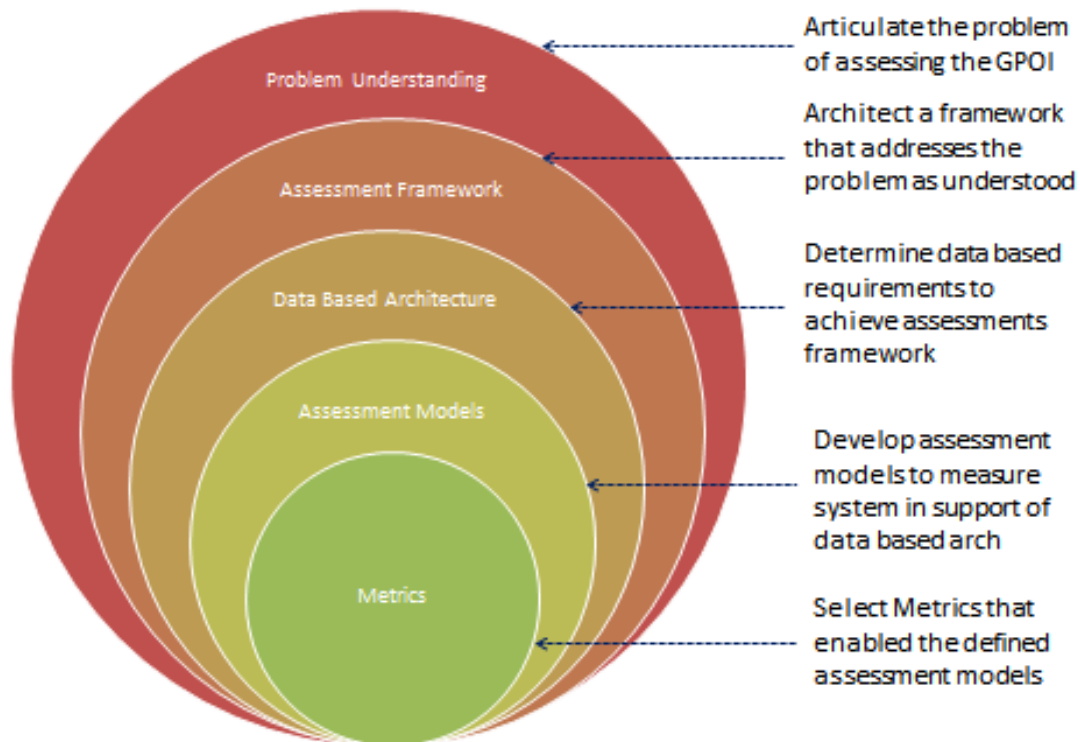 Problem Understanding
Assessment Framework
Data Based Architecture
Assessment Models
Metrics
Articulate the problem
of assessing the GPOI
Architect a framework
that addresses the
problem as understood
Determine data based
requirements to
achieve assessments
framework
Develop assessment
models to measure
system in support of
data based arch
Select Metrics that
enabled the defined
assessment models